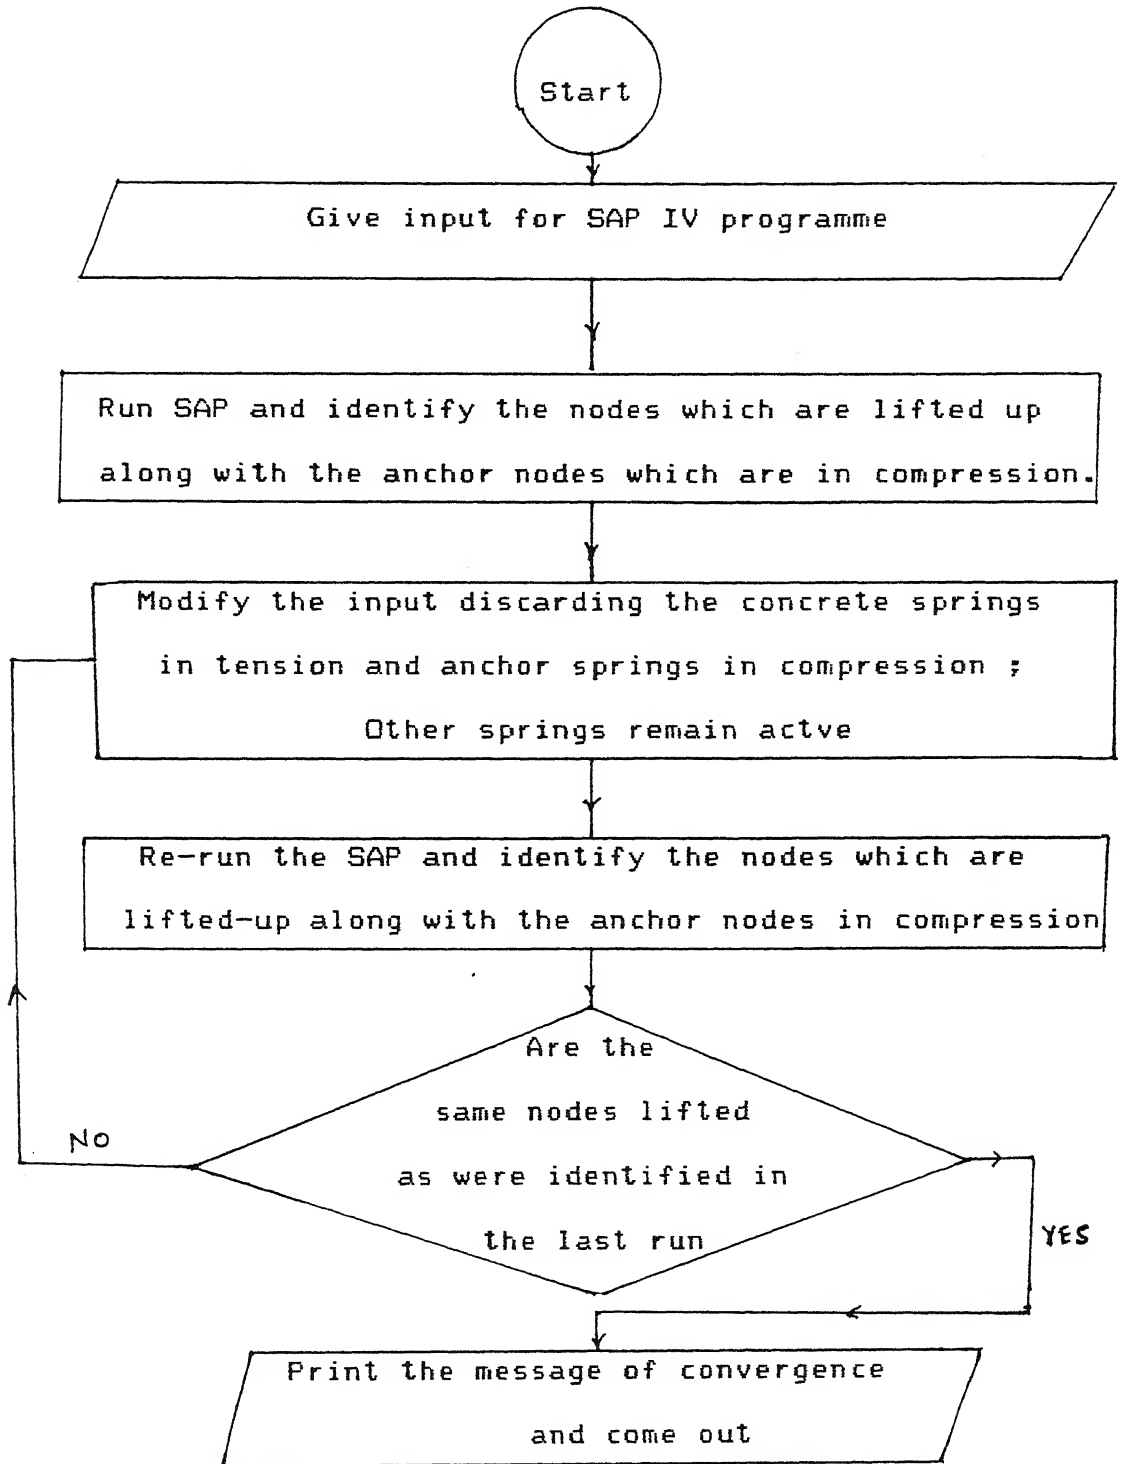 Start
Give input for SAP IV programme
Run SAP and identify the nodes which are lifted up
along with the anchor nodes which are in compression.
Modify the input discarding the concrete springs
in tension and anchor springs in compression ;
Other springs remain actve
Re-run the SAP and identify the nodes which are
lifted-up along with the anchor nodes in compression
Are the
same nodes lifted
as were identified in
the last run
NO
YES
Print the message of convergence
and come out